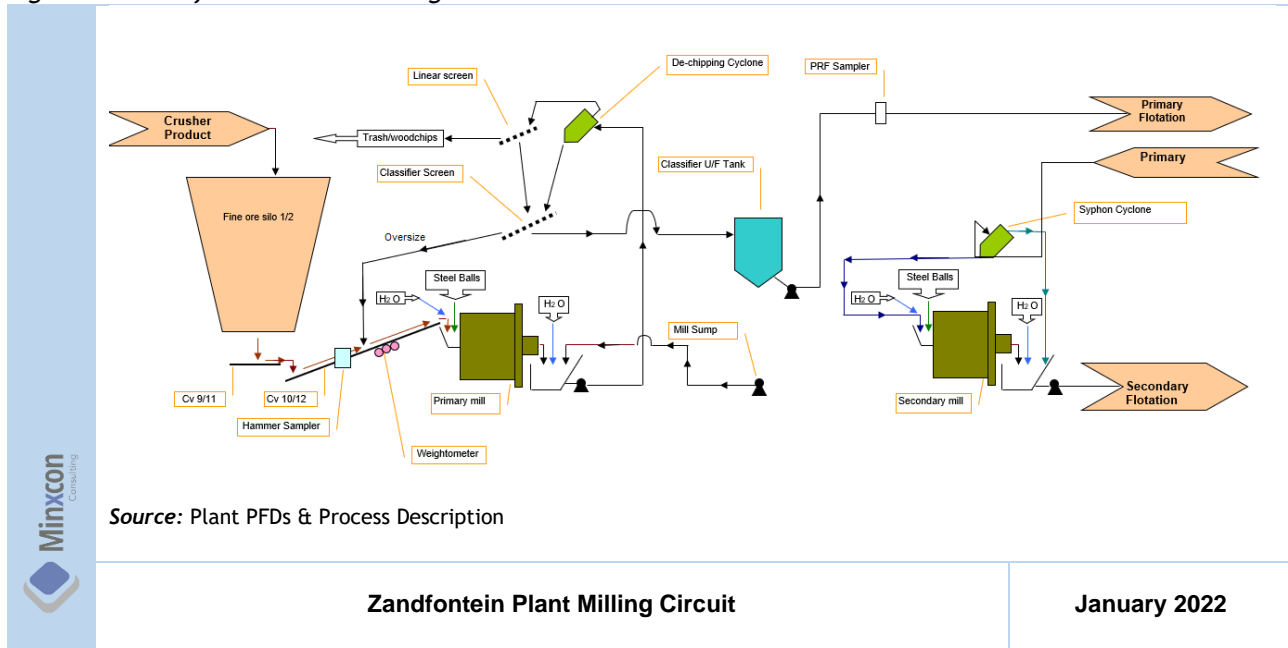 Linear screen
De-chipping Cyclone
PRF Sampler
Crusher
Product
Primary
Flotation
Trash/woodchips
Primary
Classifier Screen
Classifier U/F Tank
Fine ore silo 1/2
Syphon Cyclone
Oversize
Steel Balls
Steel Balls
H2 O
H2 O
H2 O
H2 O
Mill Sump
Cv 9/11
Cv 10/12
Primary mill
Secondary mill
Secondary
Flotation
Hammer Sampler
Weightometer
Minxcon
Consulting
Source: Plant PFDs & Process Description
Zandfontein Plant Milling Circuit
January 2022